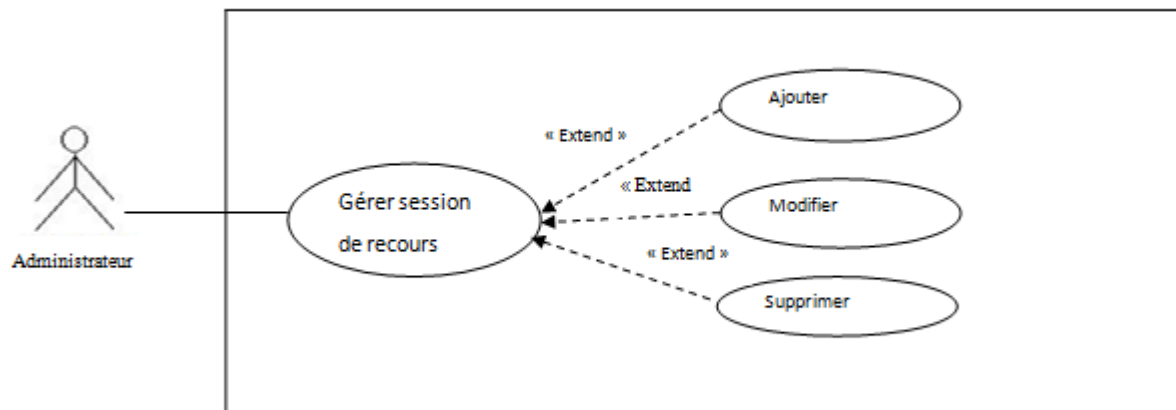 Ajouter
« Extend »
« Extend
Gérer session
de recours
Modifier
« Extend »
Administrateur
Supprimer